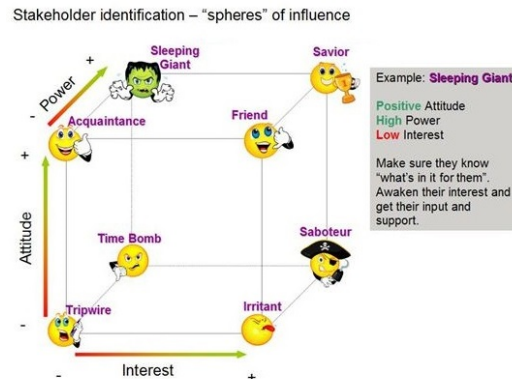 Stakeholder identification – “spheres” of influence
Sleeping
Giant
Savior
+
Power
-
Example: Sleeping Giant
Positive Attitude
High Power
Low Interest
Make sure they know
“what’s in it for them”.
Awaken their interest and
get their input and
support.
Acquaintance
Friend
+
Attitude
-
Time Bomb
Saboteur
Tripwire
Irritant
-
Interest
+